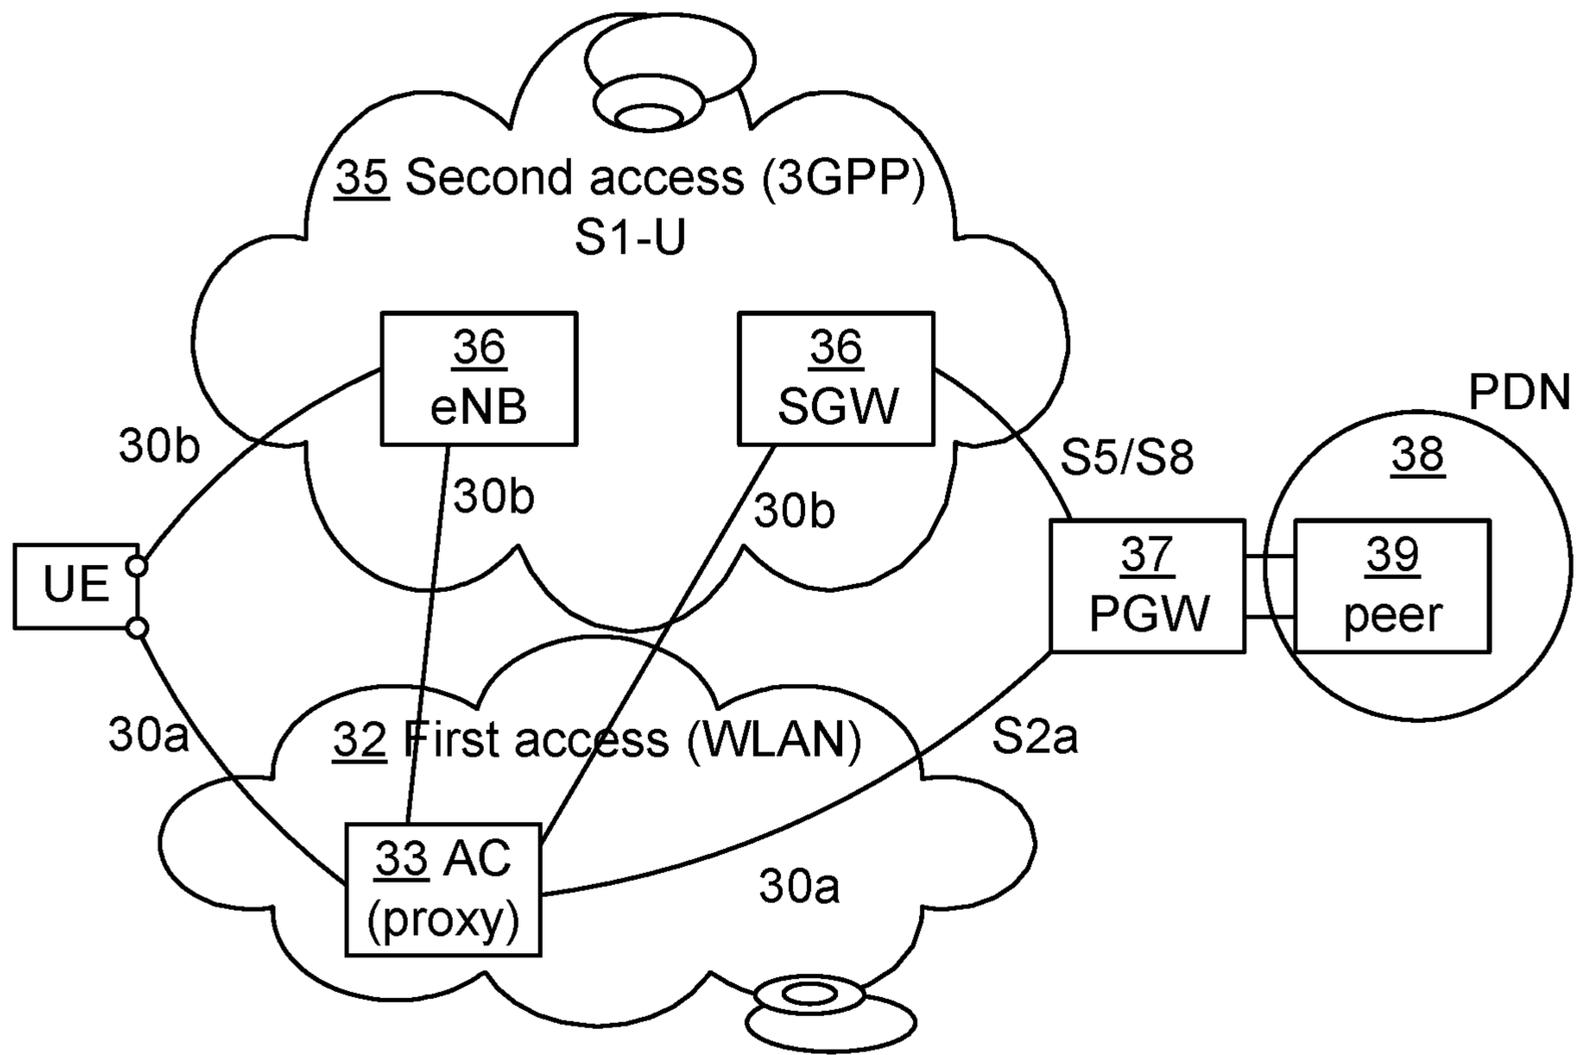 35 Second access (3GPP)
S1-U
36
eNB
36
SGW
PDN
38
30b
S5/S8
30b
30b
UE
37
PGW
39
peer
30a
32 First access (WLAN)
S2a
33 AC
(proxy)
30a